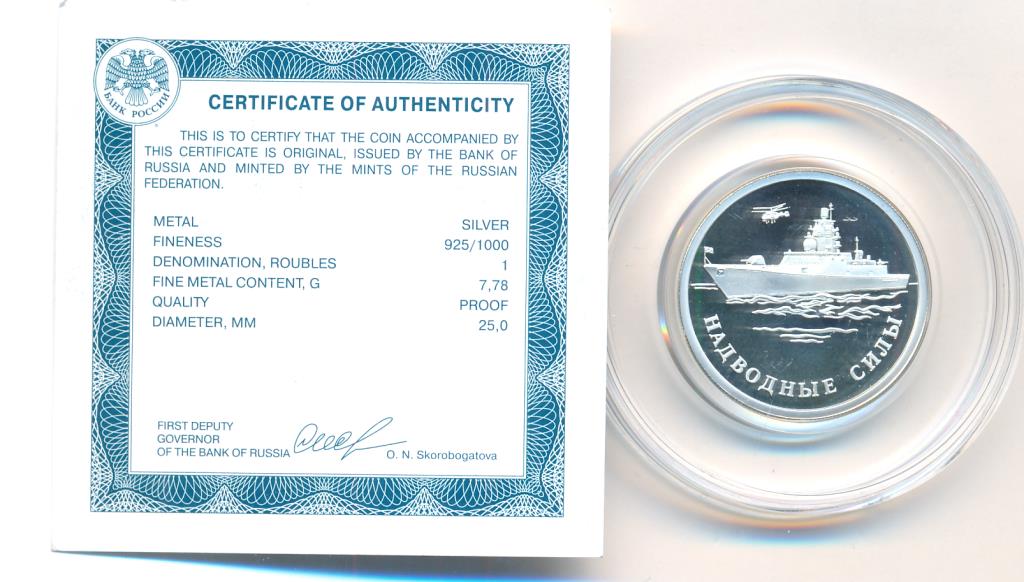 БАНК РОССИИ
CERTIFICATE OF AUTHENTICITY
THIS IS TO CERTIFY THAT THE COIN ACCOMPANIED BY
THIS CERTIFICATE IS ORIGINAL, ISSUED BY THE BANK OF
RUSSIA AND MINTED BY THE MINTS OF THE RUSSIAN
FEDERATION.
METAL SILVER
FINENESS 925/1000
DENOMINATION, ROUBLES 1
FINE METAL CONTENT, G 7,78
QUALITY PROOF
DIAMETER, MM 25,0
FIRST DEPUTY
GOVERNOR
OF THE BANK OF RUSSIA O. N. Skorobogatova
НАДВОДНЫЕ СИЛЫ